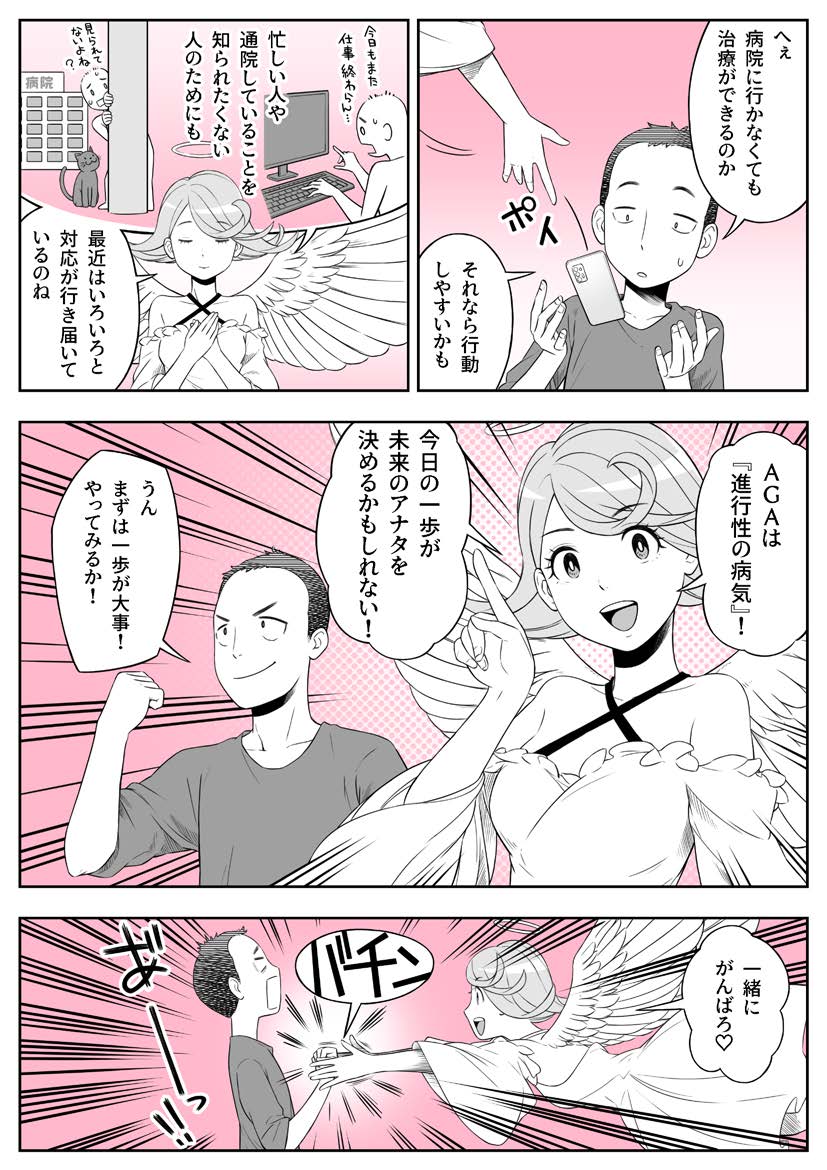 へぇ
病院に行かなくても
治療ができるのか
ポイ
それなら行動
しやすいかも
今日もまた
仕事終わらん…
忙しい人や
通院していることを
知られたくない
人のためにも
見られて
ないよね
?
病院
最近はいろいろと
対応が行き届いて
いるのね
AGAは
『進行性の病気』!
今日の一歩が
未来のアナタを
決めるかもしれない!
うん
まずは一歩が大事!
やってみるか!
一緒に
がんばろ♡
バチン
あ゛ーーっ!!